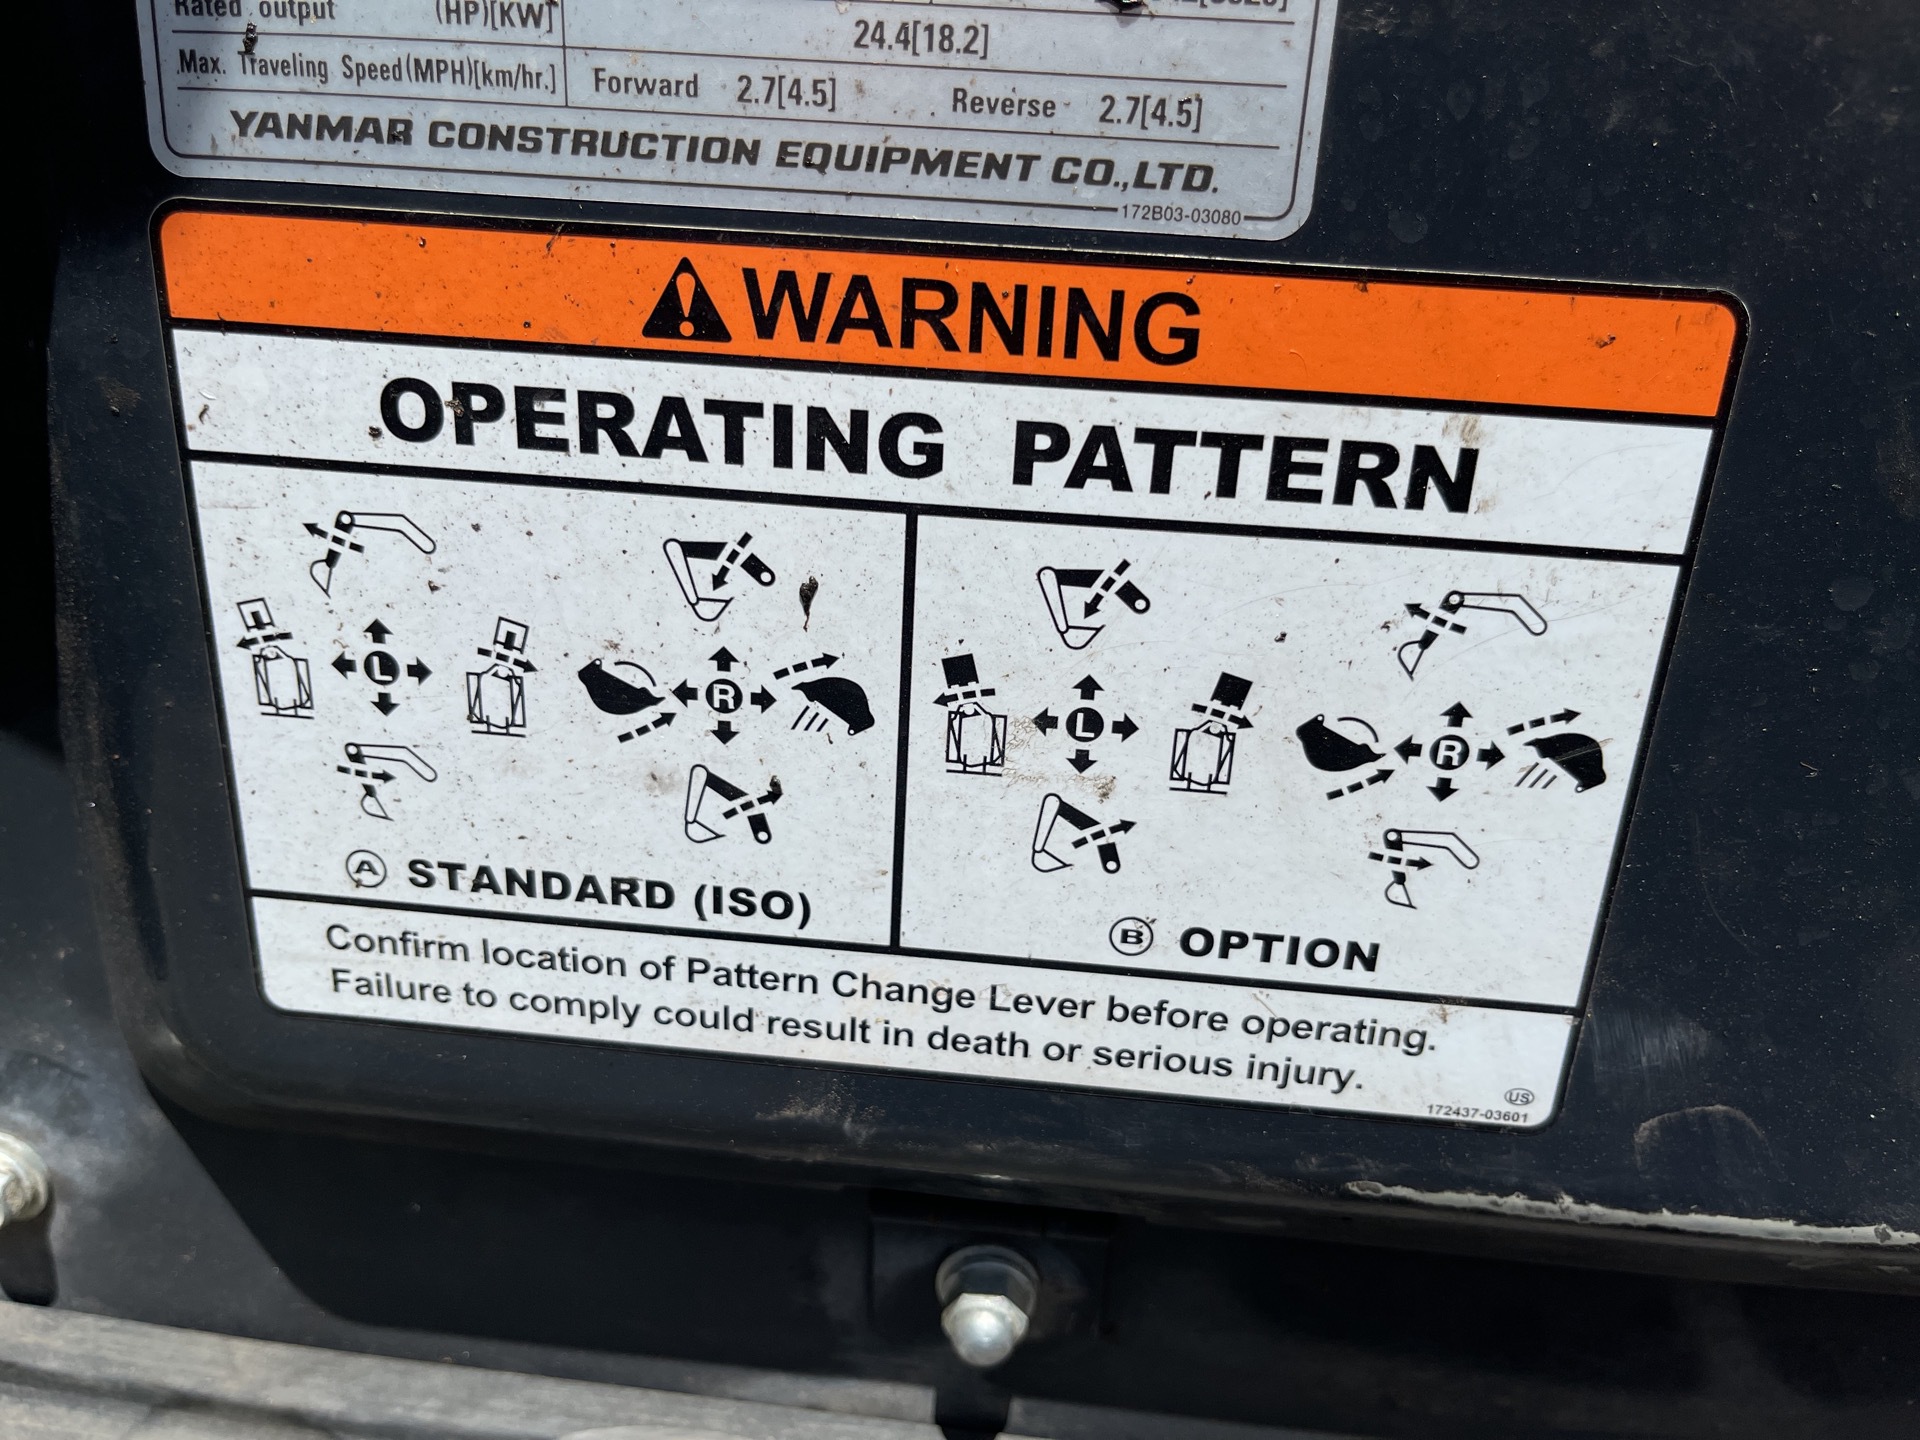 Rated output (HP)[KW] 24.4[18.2]
Max. Traveling Speed(MPH)[km/hr.] Forward 2.7[4.5] Reverse 2.7[4.5]
YANMAR CONSTRUCTION EQUIPMENT CO.,LTD.
172B03-03080
WARNING
OPERATING PATTERN
L R L R
A STANDARD (ISO)
B OPTION
Confirm location of Pattern Change Lever before operating.
Failure to comply could result in death or serious injury.
US
172437-03601